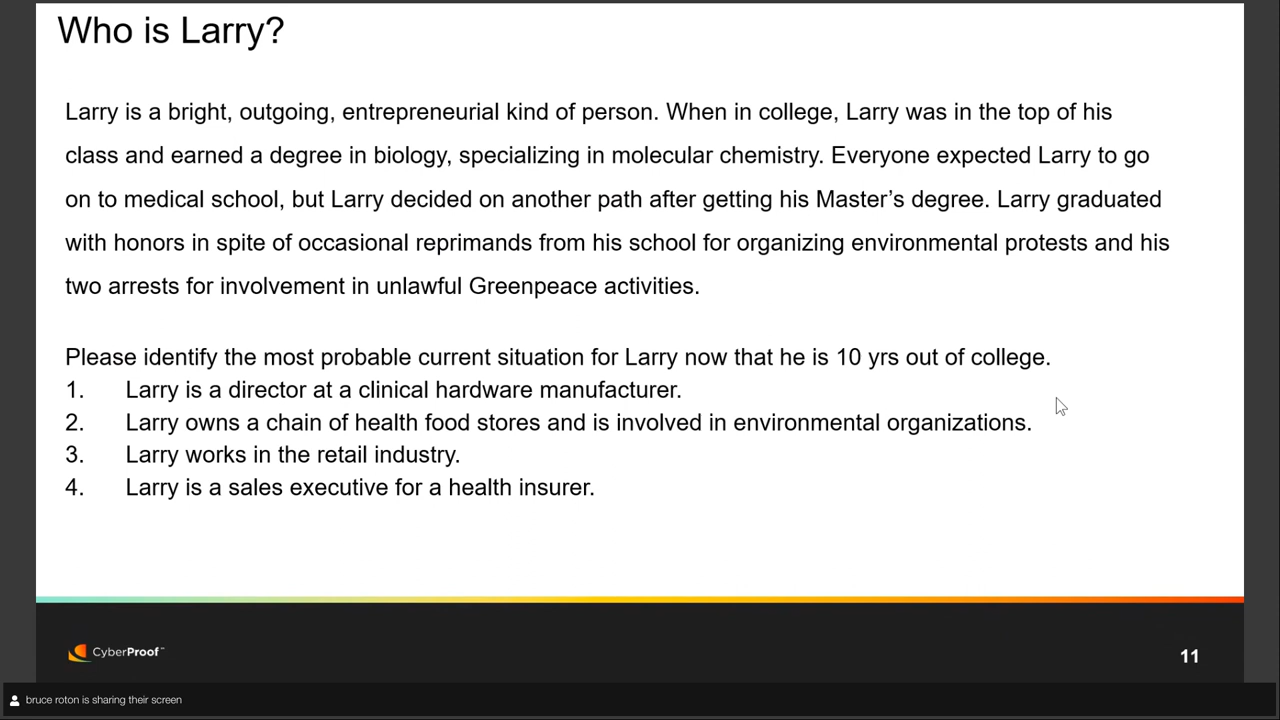 Who is Larry?
Larry is a bright, outgoing, entrepreneurial kind of person. When in college, Larry was in the top of his
class and earned a degree in biology, specializing in molecular chemistry. Everyone expected Larry to go
on to medical school, but Larry decided on another path after getting his Master’s degree. Larry graduated
with honors in spite of occasional reprimands from his school for organizing environmental protests and his
two arrests for involvement in unlawful Greenpeace activities.
Please identify the most probable current situation for Larry now that he is 10 yrs out of college.
1. Larry is a director at a clinical hardware manufacturer.
2. Larry owns a chain of health food stores and is involved in environmental organizations.
3. Larry works in the retail industry.
4. Larry is a sales executive for a health insurer.
CyberProof™
11
bruce roton is sharing their screen